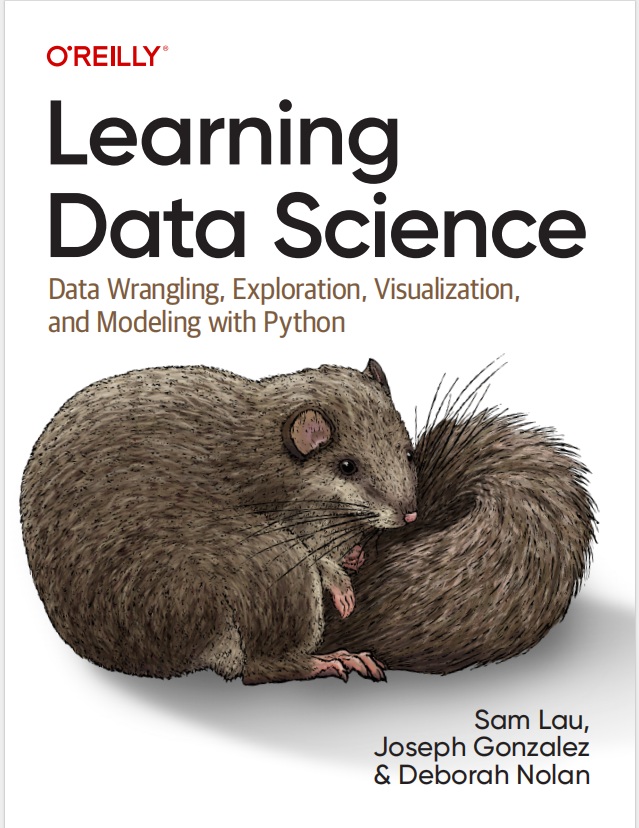 O'REILLY®
Learning
Data Science
Data Wrangling, Exploration, Visualization,
and Modeling with Python
Sam Lau,
Joseph Gonzalez
& Deborah Nolan